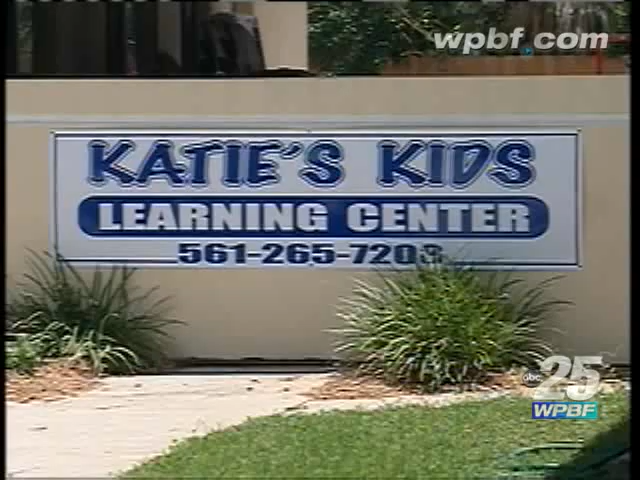 wpbf.com
KATIE'S KIDS
LEARNING CENTER
561-265-7203
abc 25
WPBF